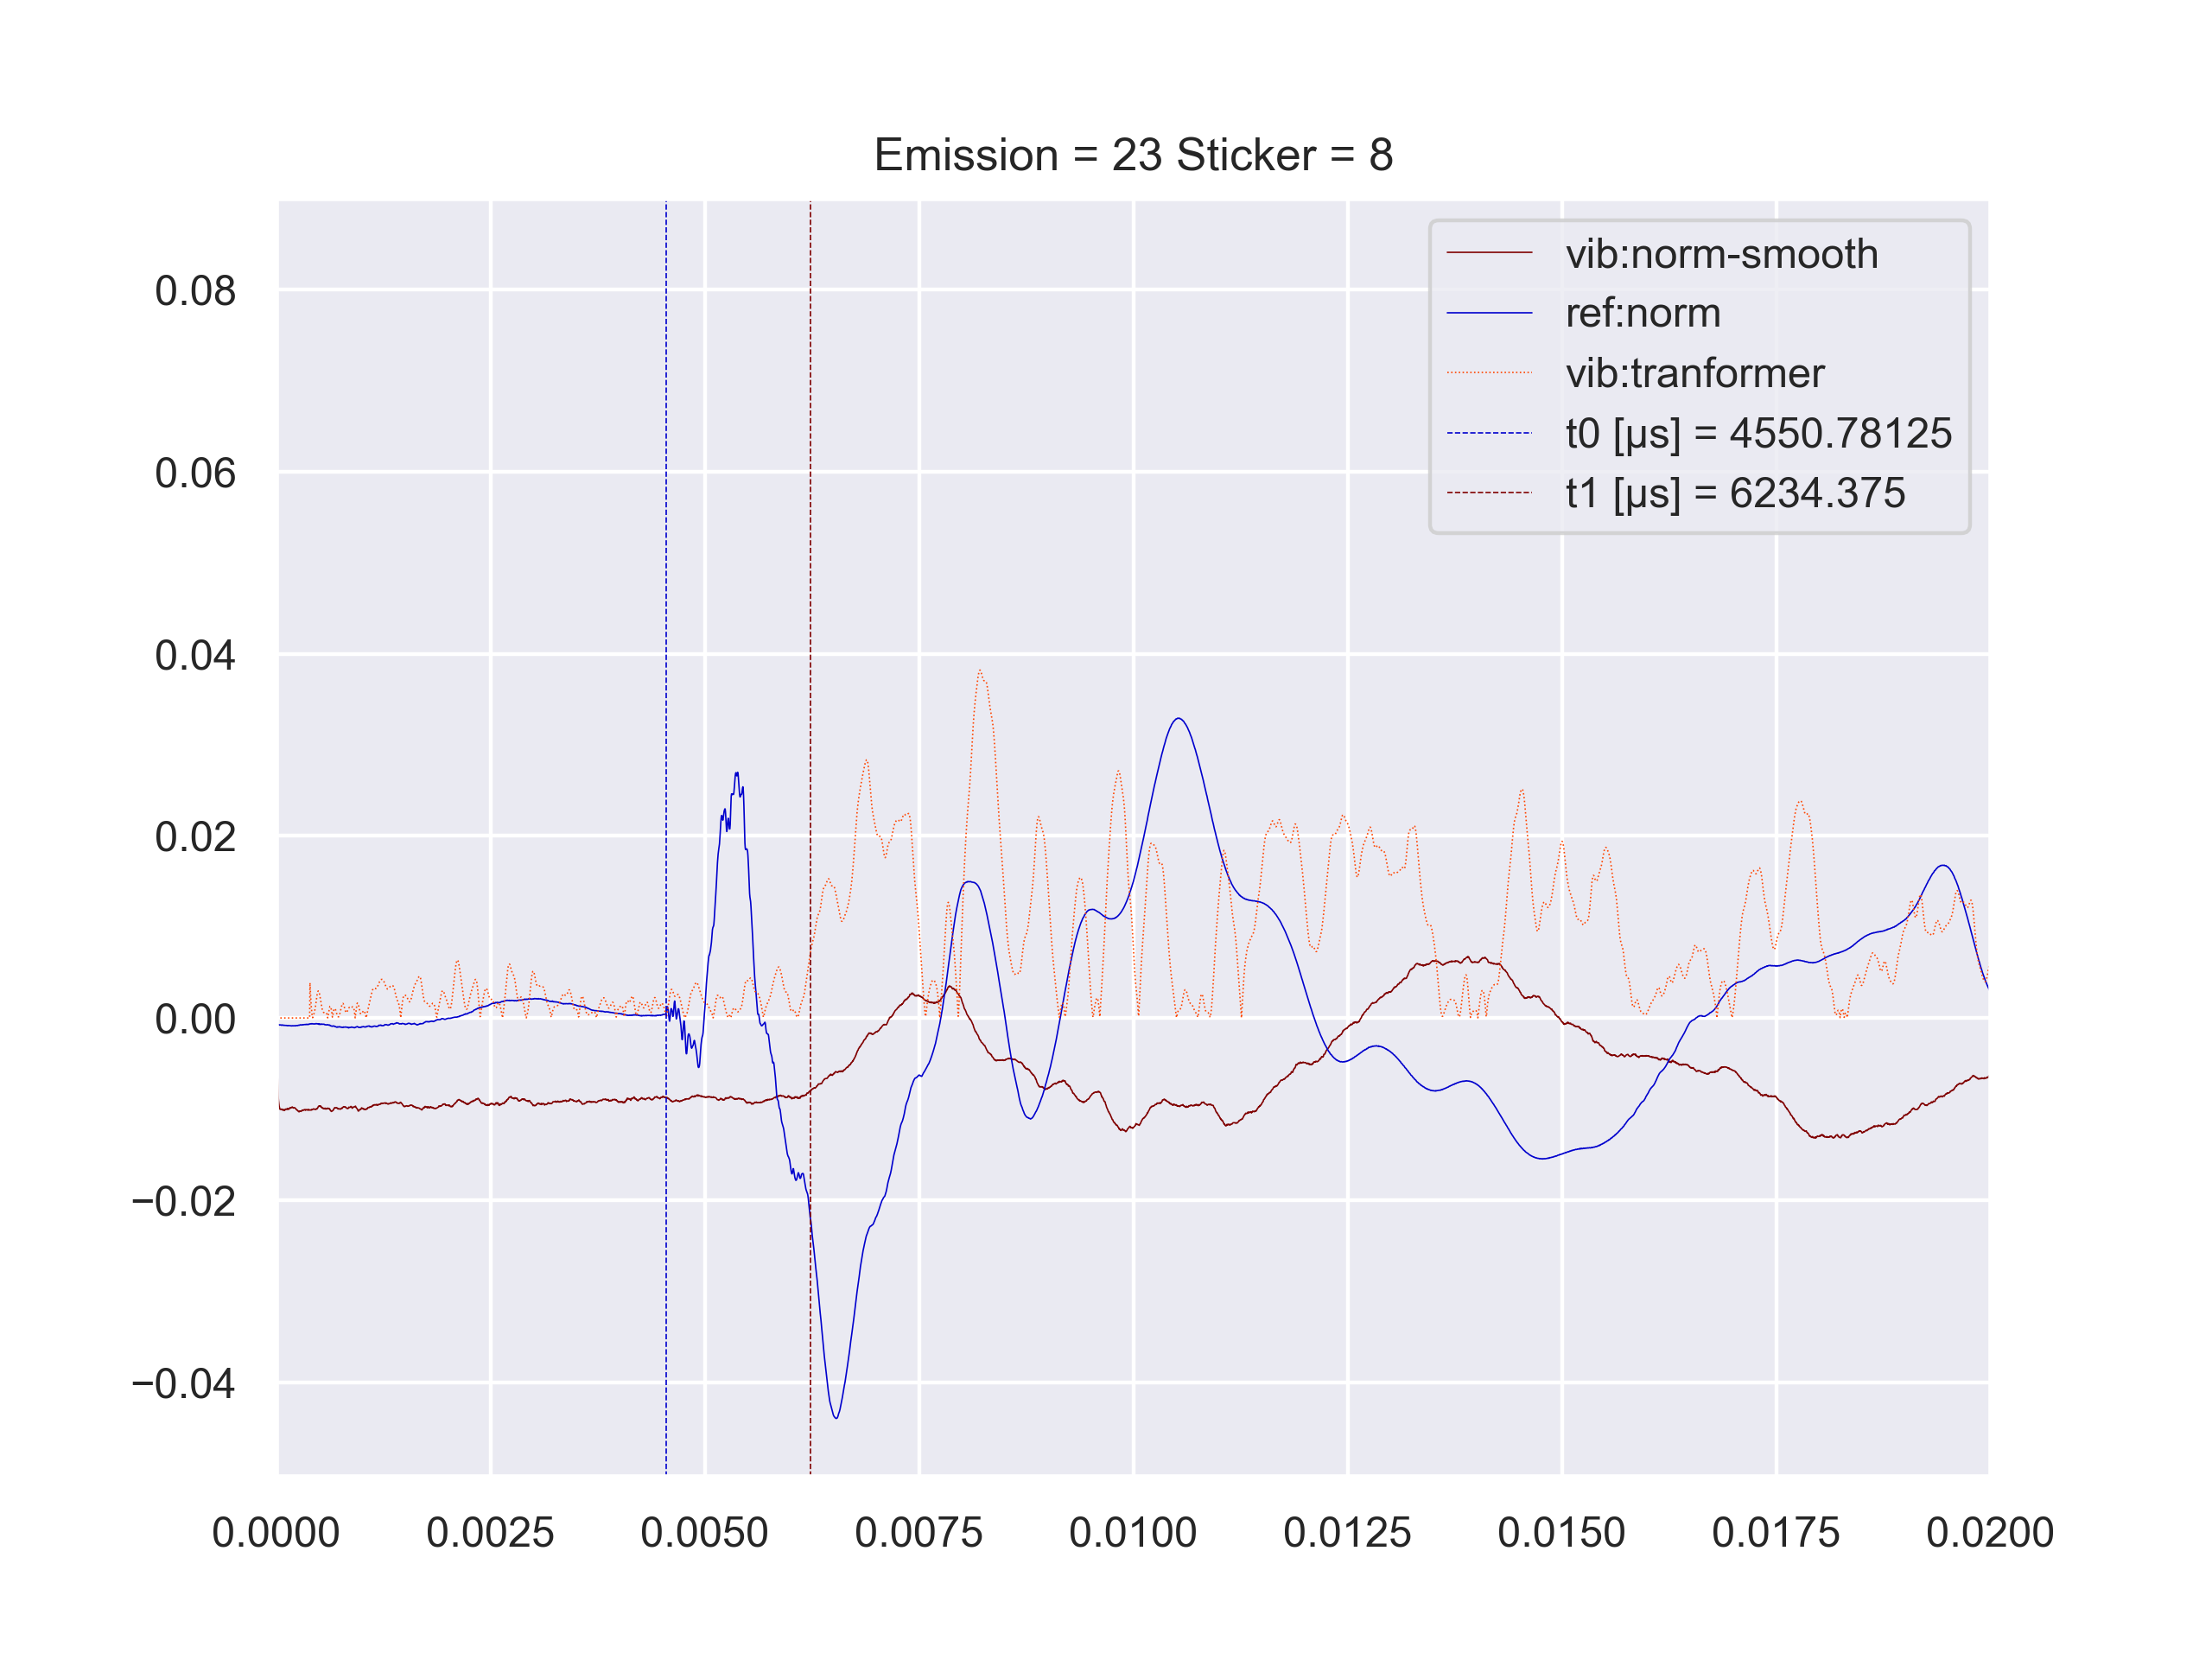 Emission = 23 Sticker = 8
vib:norm-smooth
ref:norm
vib:tranformer
t0 [µs] = 4550.78125
t1 [µs] = 6234.375
0.08
0.06
0.04
0.02
0.00
−0.02
−0.04
0.0000 0.0025 0.0050 0.0075 0.0100 0.0125 0.0150 0.0175 0.0200